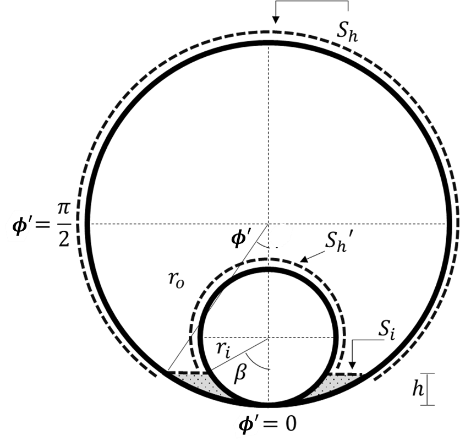 S_h
ϕ′ = π/2
ϕ′
S_h′
r_o
r_i
S_i
β
h
ϕ′ = 0